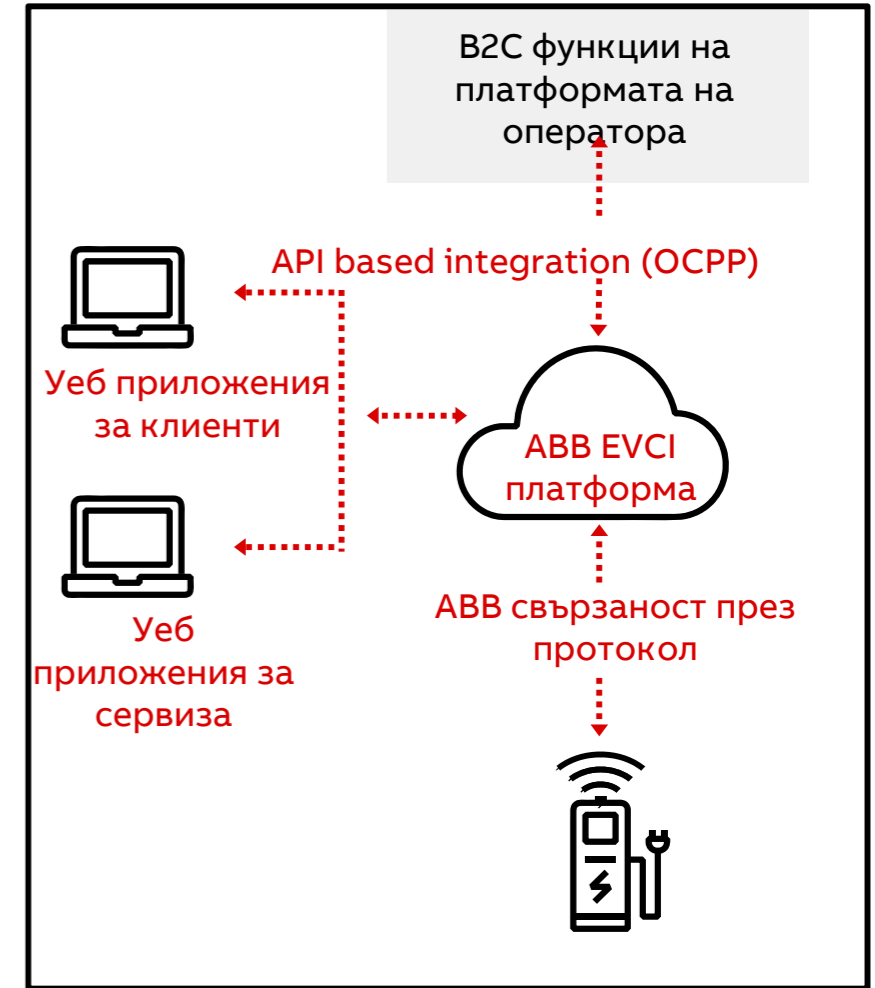 B2C функции на
платформата на
оператора
API based integration (OCPP)
Уеб приложения
за клиенти
ABB EVCI
платформа
Уеб
приложения за
сервиза
ABB свързаност през
протокол